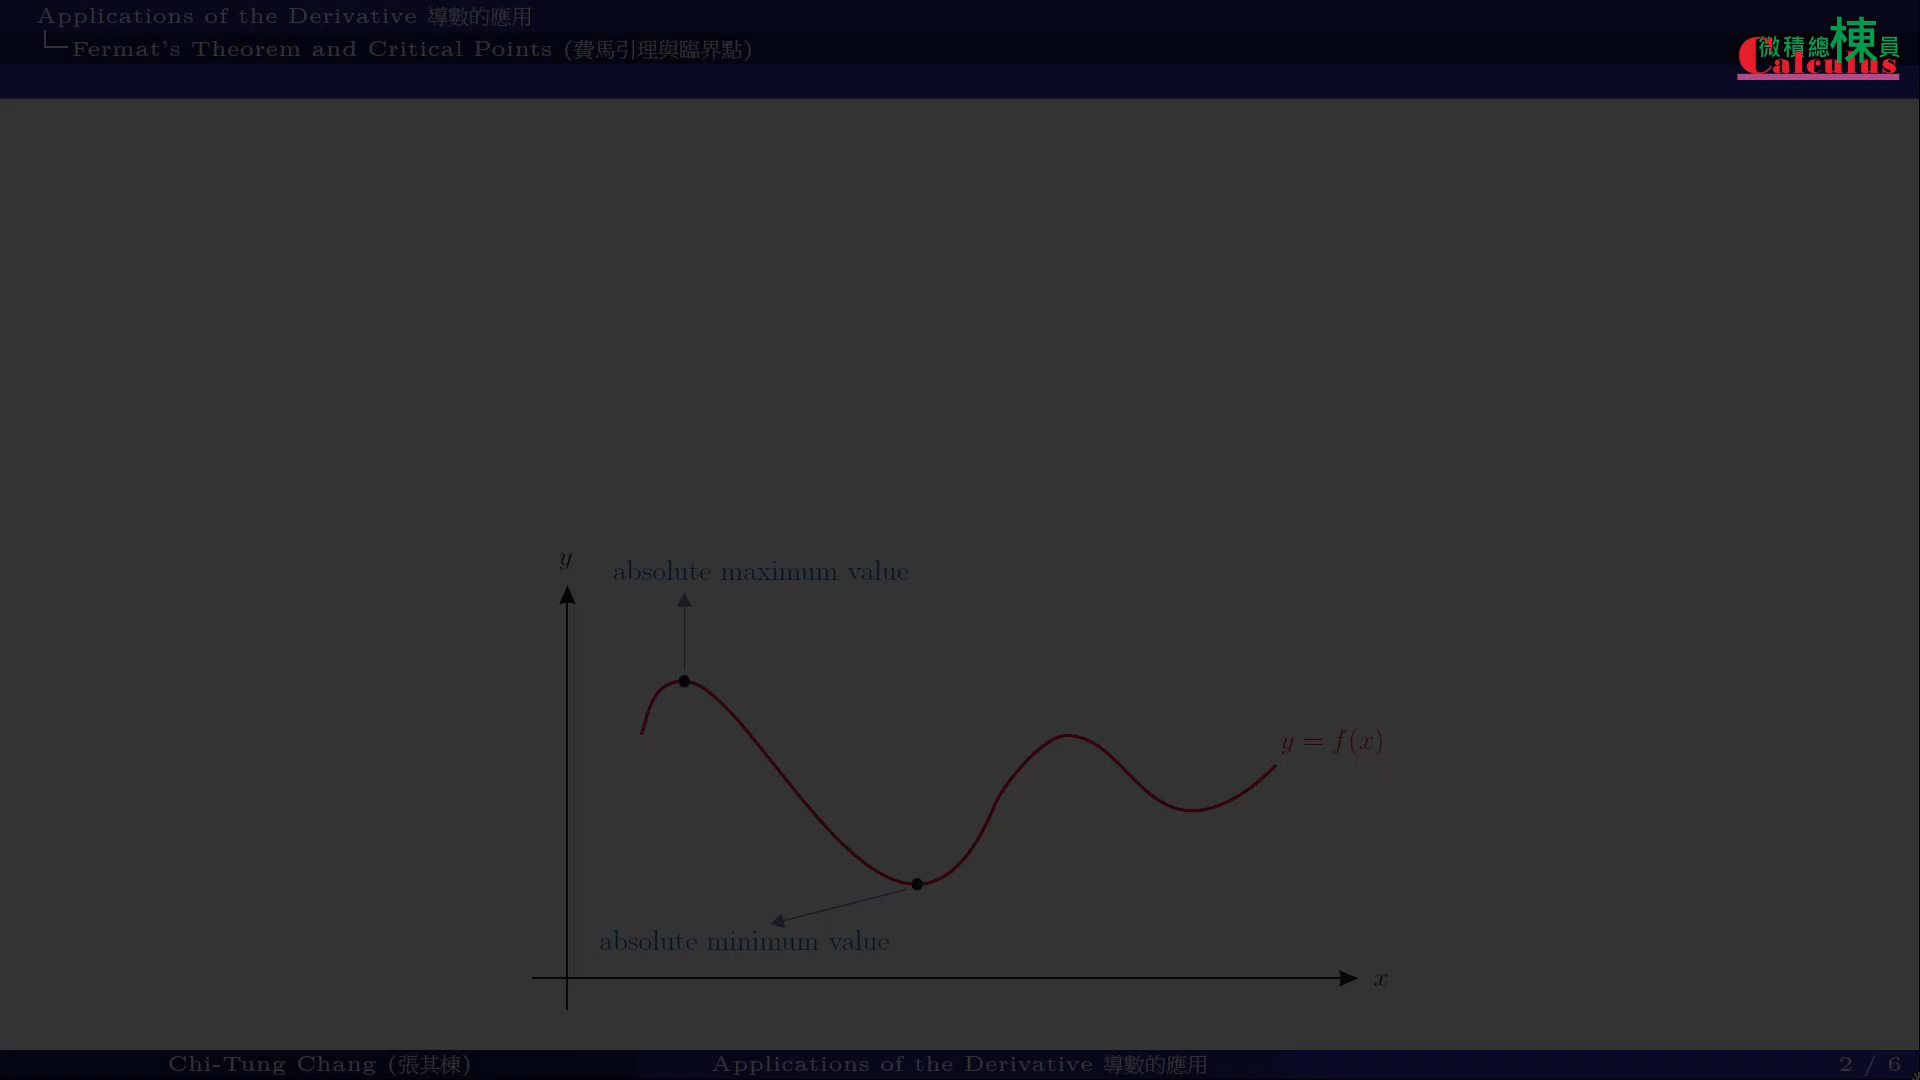 Applications of the Derivative 導數的應用
Fermat's Theorem and Critical Points (費馬引理與臨界點)
微積總棟員
Calculus
y
absolute maximum value
y = f(x)
absolute minimum value
x
Chi-Tung Chang (張其棟)
Applications of the Derivative 導數的應用
2 / 6